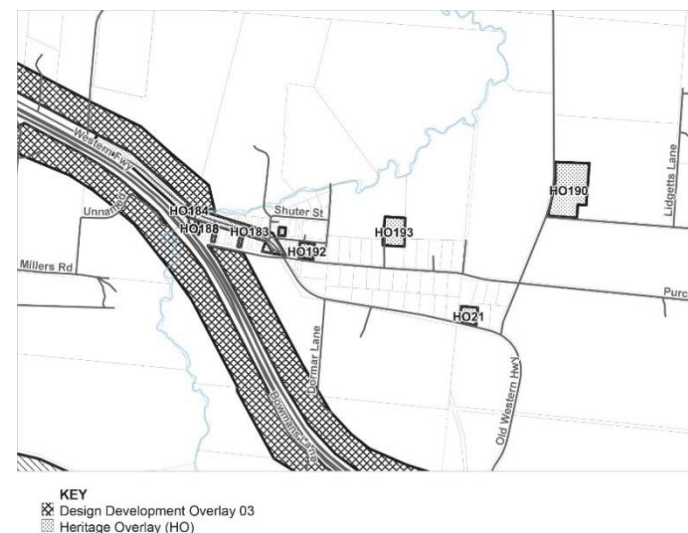 Western Fwy
Unna
HO184
HO188
HO183
Shuter St
HO192
HO193
HO190
Lidgetts Lane
Millers Rd
Purc
HO21
Dormar Lane
Old Western Hwy
KEY
Design Development Overlay 03
Heritage Overlay (HO)